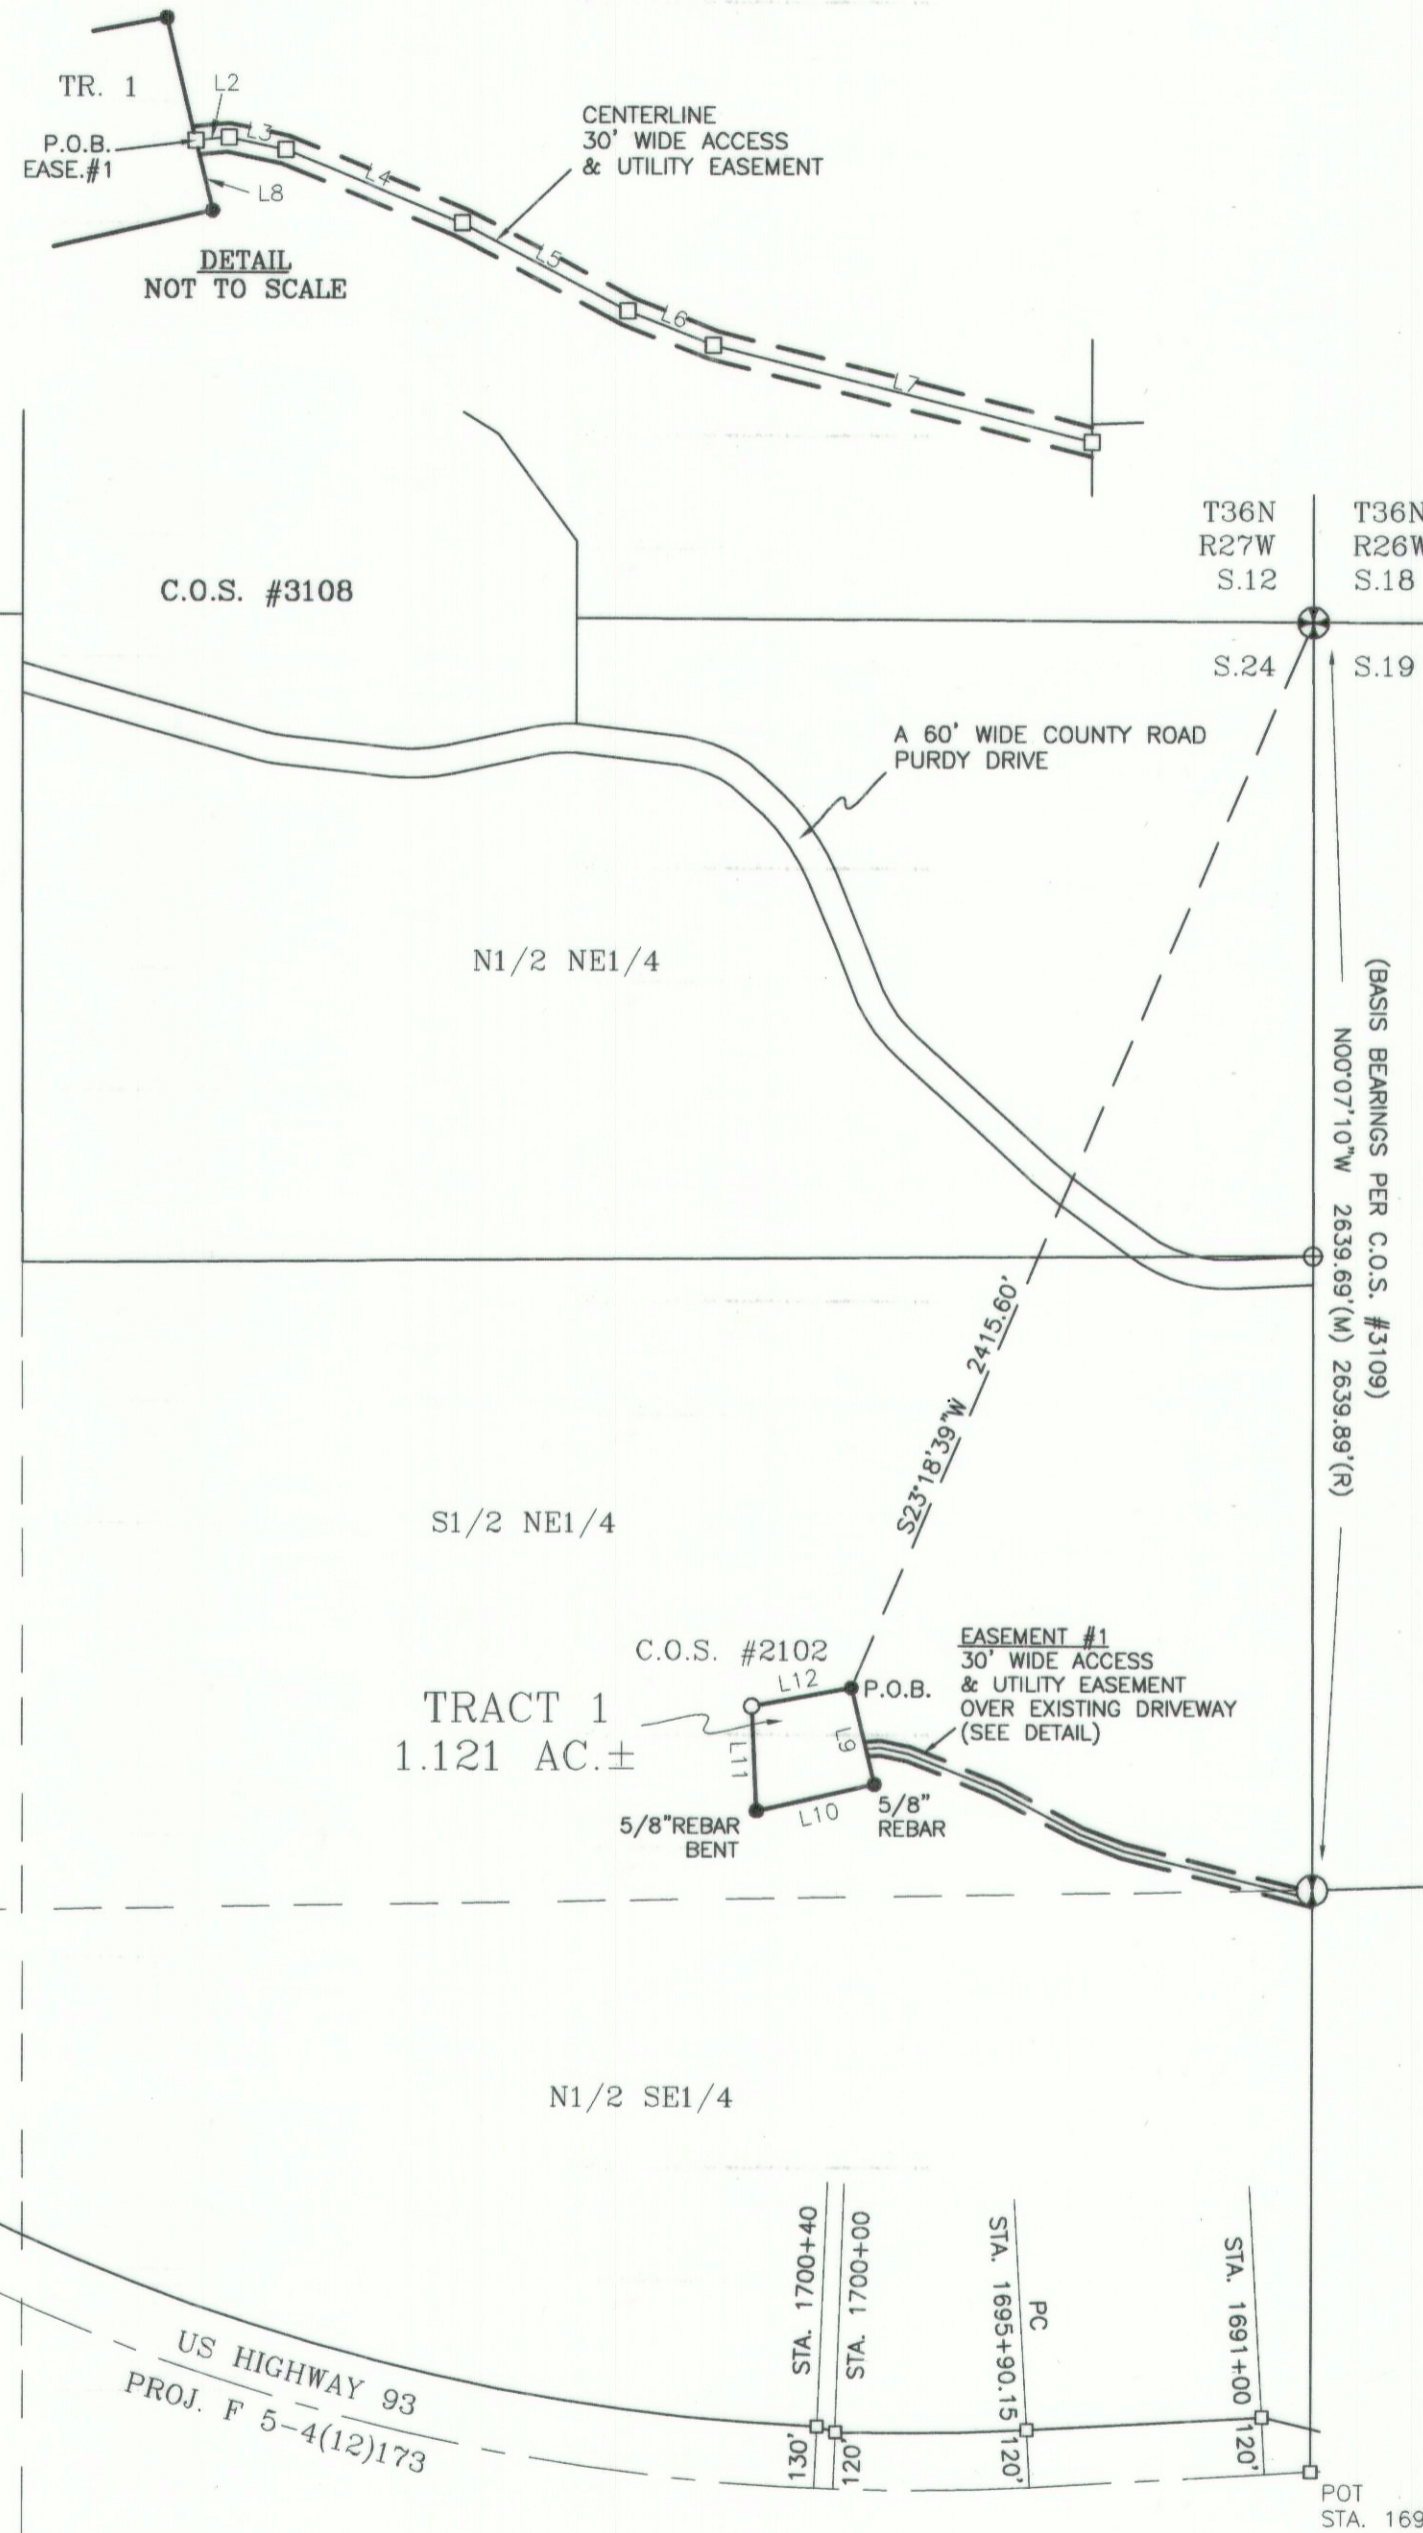 TR. 1
L2
P.O.B.
EASE.#1
L3
L8
L4
CENTERLINE
30' WIDE ACCESS
& UTILITY EASEMENT
DETAIL
NOT TO SCALE
L5
L6
L7
T36N
R27W
S.12
T36N
R26W
S.18
C.O.S. #3108
S.24
S.19
A 60' WIDE COUNTY ROAD
PURDY DRIVE
N1/2 NE1/4
(BASIS BEARINGS PER C.O.S. #3109)
N00°07'10"W 2639.69'(M) 2639.89'(R)
S23°18'39"W 2415.60'
S1/2 NE1/4
C.O.S. #2102
L12
P.O.B.
EASEMENT #1
30' WIDE ACCESS
& UTILITY EASEMENT
OVER EXISTING DRIVEWAY
(SEE DETAIL)
TRACT 1
1.121 AC.±
L9
L11
L10
5/8"REBAR
BENT
5/8"
REBAR
N1/2 SE1/4
STA. 1700+40
STA. 1700+00
STA. 1695+90.15
PC
STA. 1691+00
130'
120'
120'
120'
US HIGHWAY 93
PROJ. F 5-4(12)173
POT
STA. 169